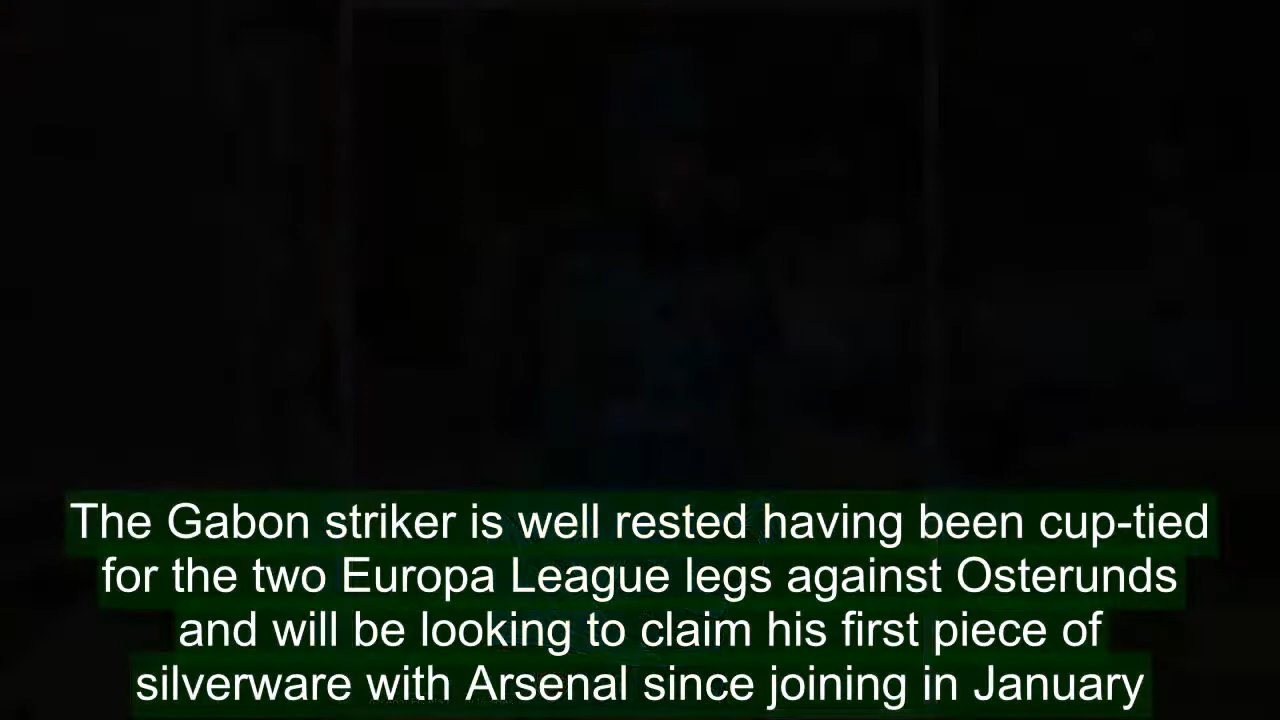 The Gabon striker is well rested having been cup-tied
for the two Europa League legs against Osterunds
and will be looking to claim his first piece of
silverware with Arsenal since joining in January